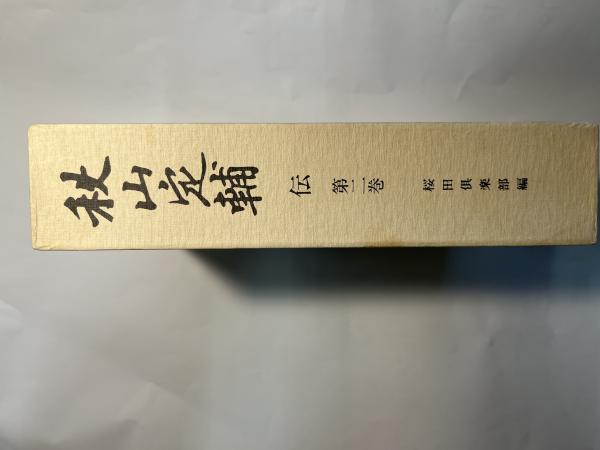 秋山定輔
伝 第二巻
桜田倶楽部編